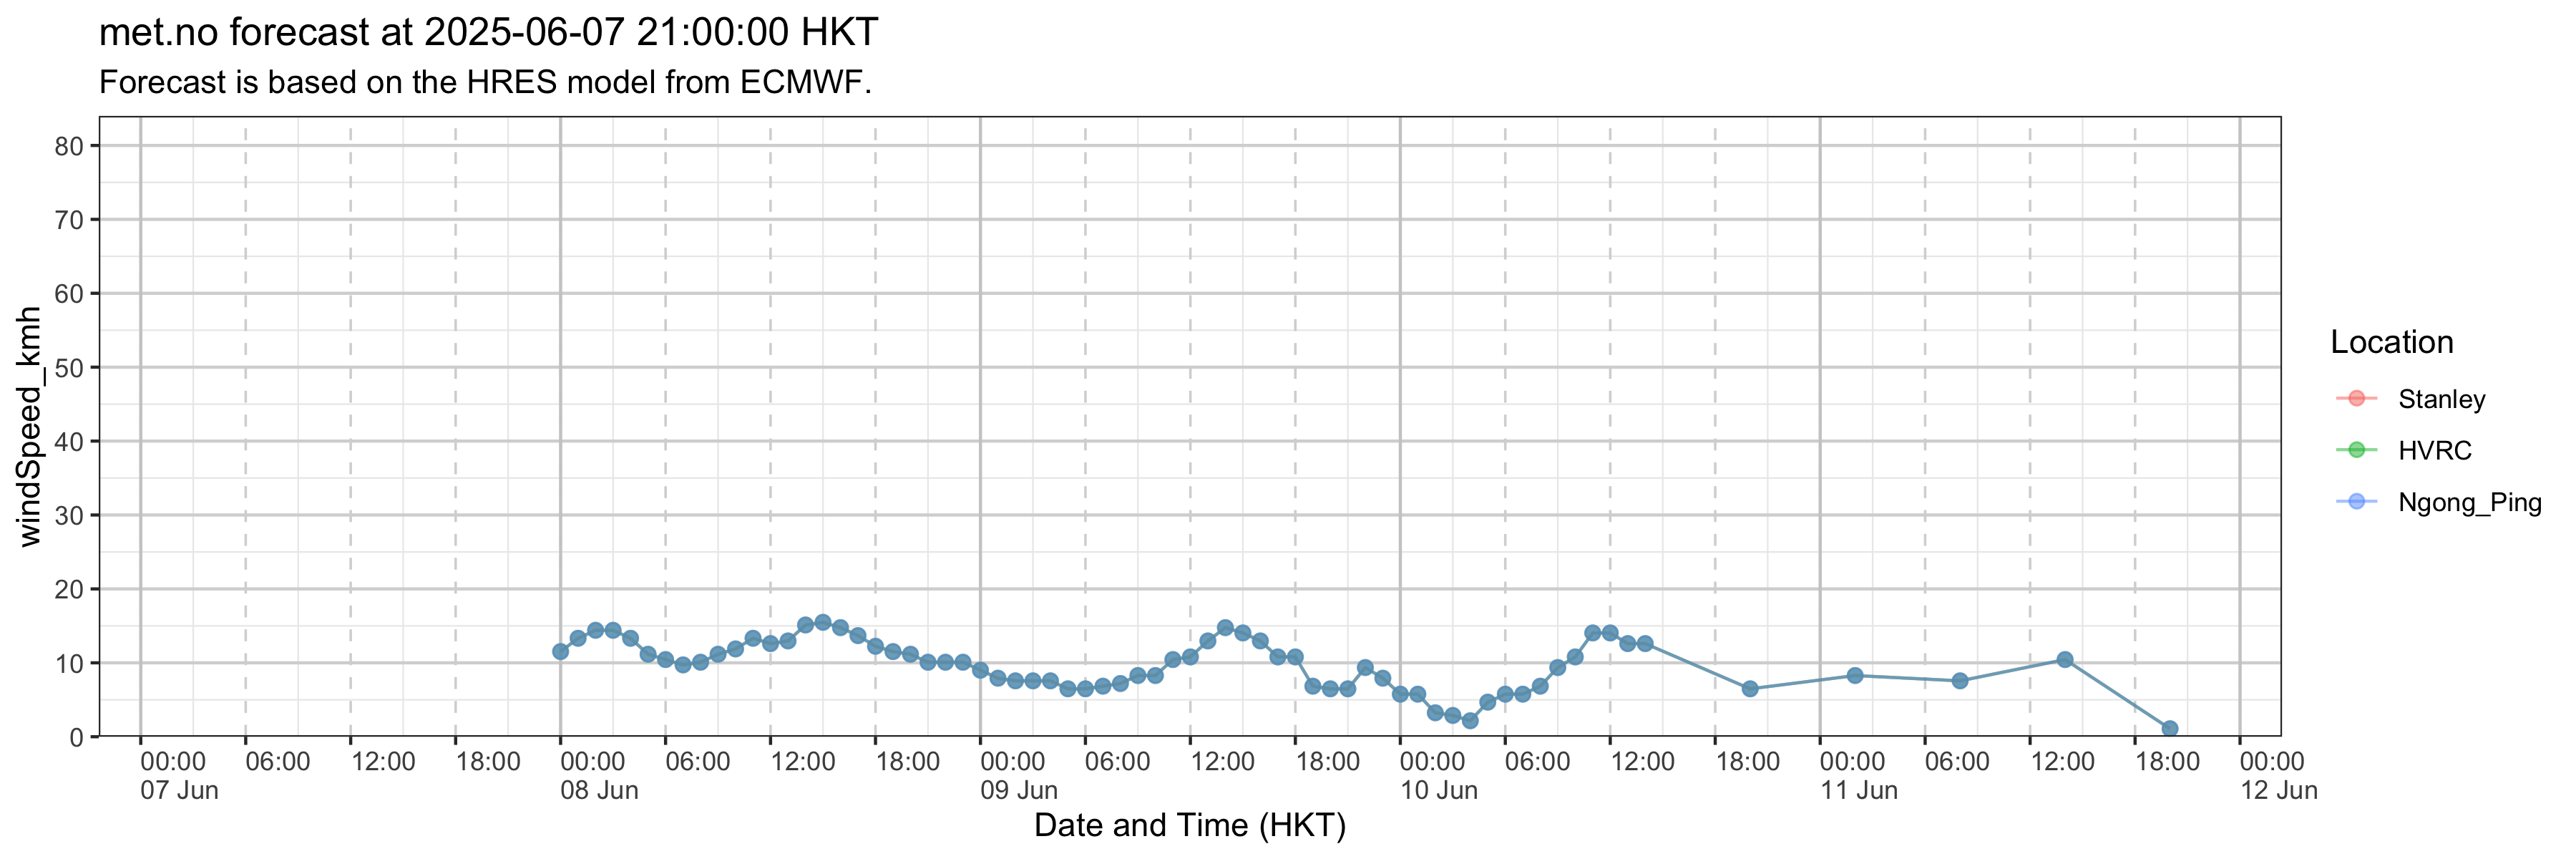 met.no forecast at 2025-06-07 21:00:00 HKT
Forecast is based on the HRES model from ECMWF.
80
70
60
50
40
30
20
10
0
windSpeed_kmh
00:00 06:00 12:00 18:00 00:00 06:00 12:00 18:00 00:00 06:00 12:00 18:00 00:00 06:00 12:00 18:00 00:00 06:00 12:00 18:00 00:00
07 Jun 08 Jun 09 Jun 10 Jun 11 Jun 12 Jun
Date and Time (HKT)
Location
Stanley
HVRC
Ngong_Ping